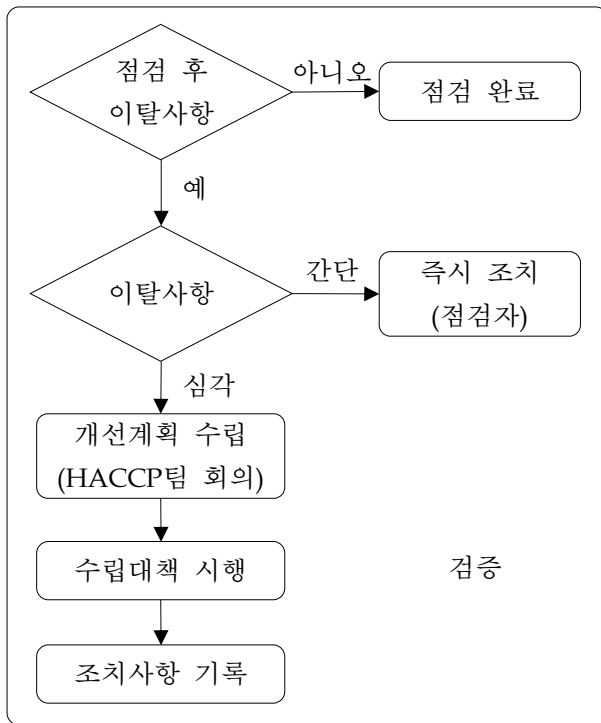 점검 후
이탈사항
아니오
점검 완료
예
이탈사항
간단
즉시 조치
(점검자)
심각
개선계획 수립
(HACCP팀 회의)
수립대책 시행
검증
조치사항 기록